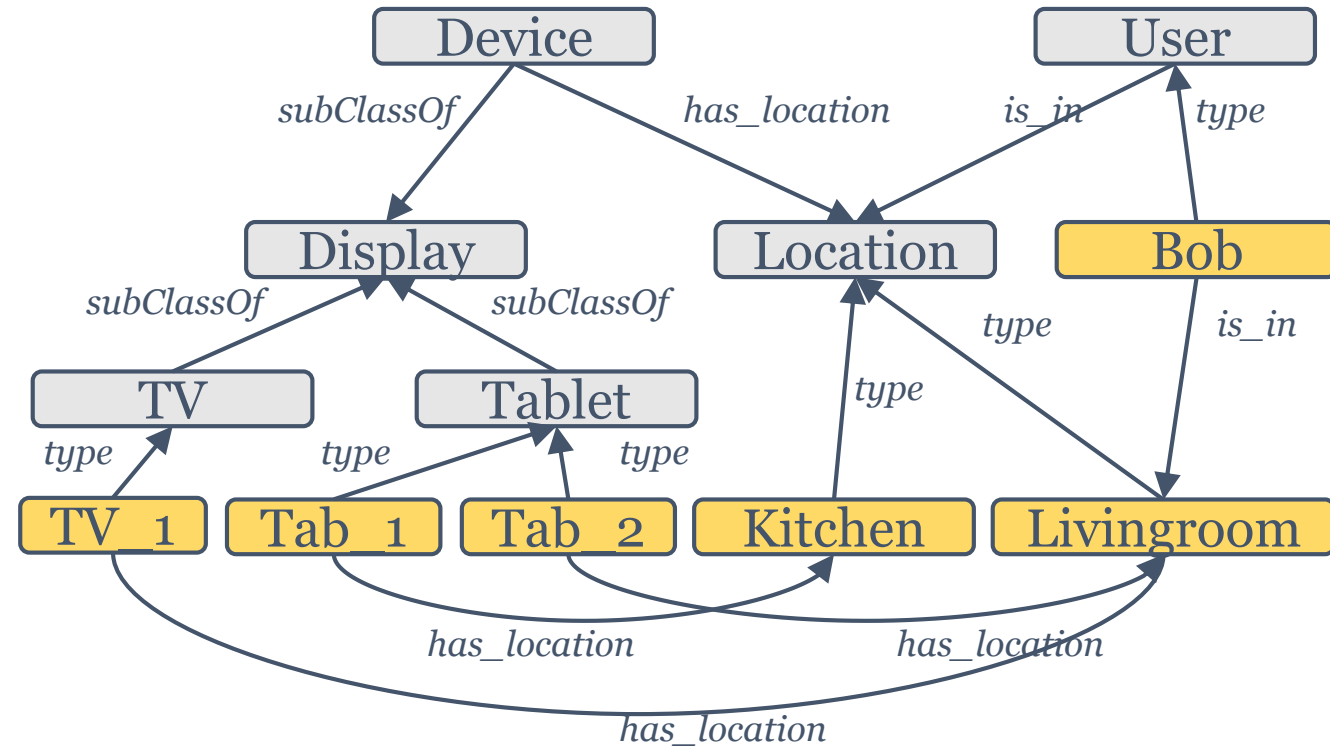 Device
User
subClassOf
has_location
is_in
type
Display
Location
Bob
subClassOf
subClassOf
type
is_in
TV
Tablet
type
type
type
type
TV_1
Tab_1
Tab_2
Kitchen
Livingroom
has_location
has_location
has_location